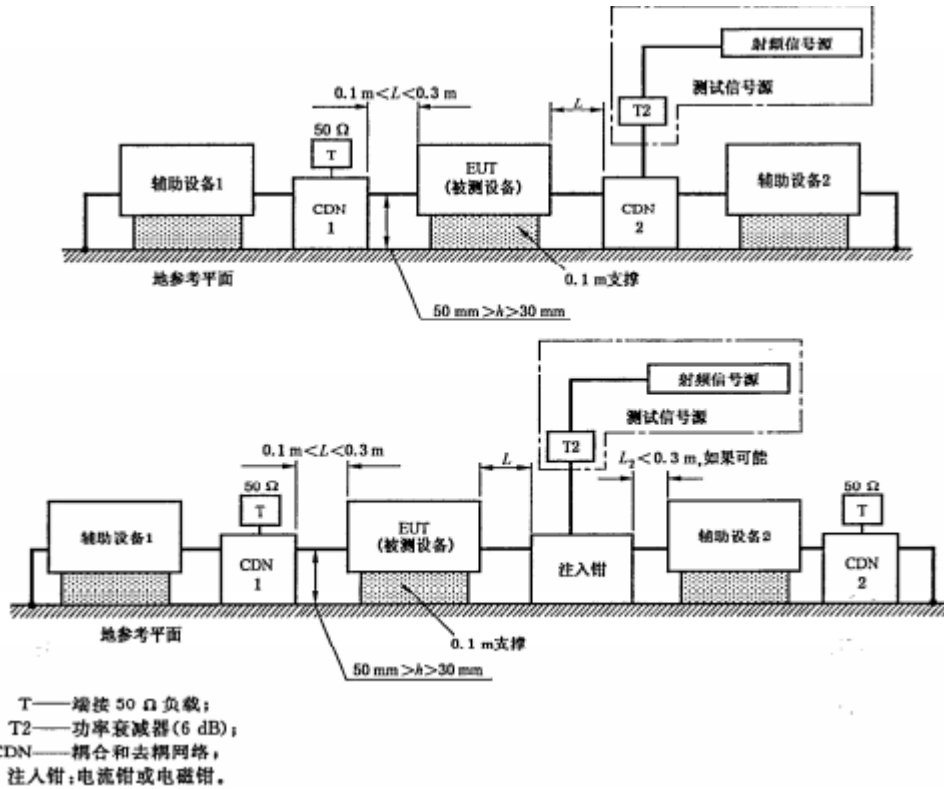 射频信号源
测试信号源
0.1 m<L<0.3 m
L
T2
50 Ω
T
辅助设备1
CDN
1
EUT
(被测设备)
CDN
2
辅助设备2
地参考平面
0.1 m支撑
50 mm>h>30 mm
射频信号源
测试信号源
T2
0.1 m<L<0.3 m
L
L2<0.3 m,如果可能
50 Ω
T
50 Ω
T
辅助设备1
CDN
1
EUT
(被测设备)
注入钳
辅助设备2
CDN
2
地参考平面
0.1 m支撑
50 mm>h>30 mm
T——端接 50 Ω 负载;
T2——功率衰减器(6 dB);
CDN——耦合和去耦网络,
注入钳:电流钳或电磁钳。